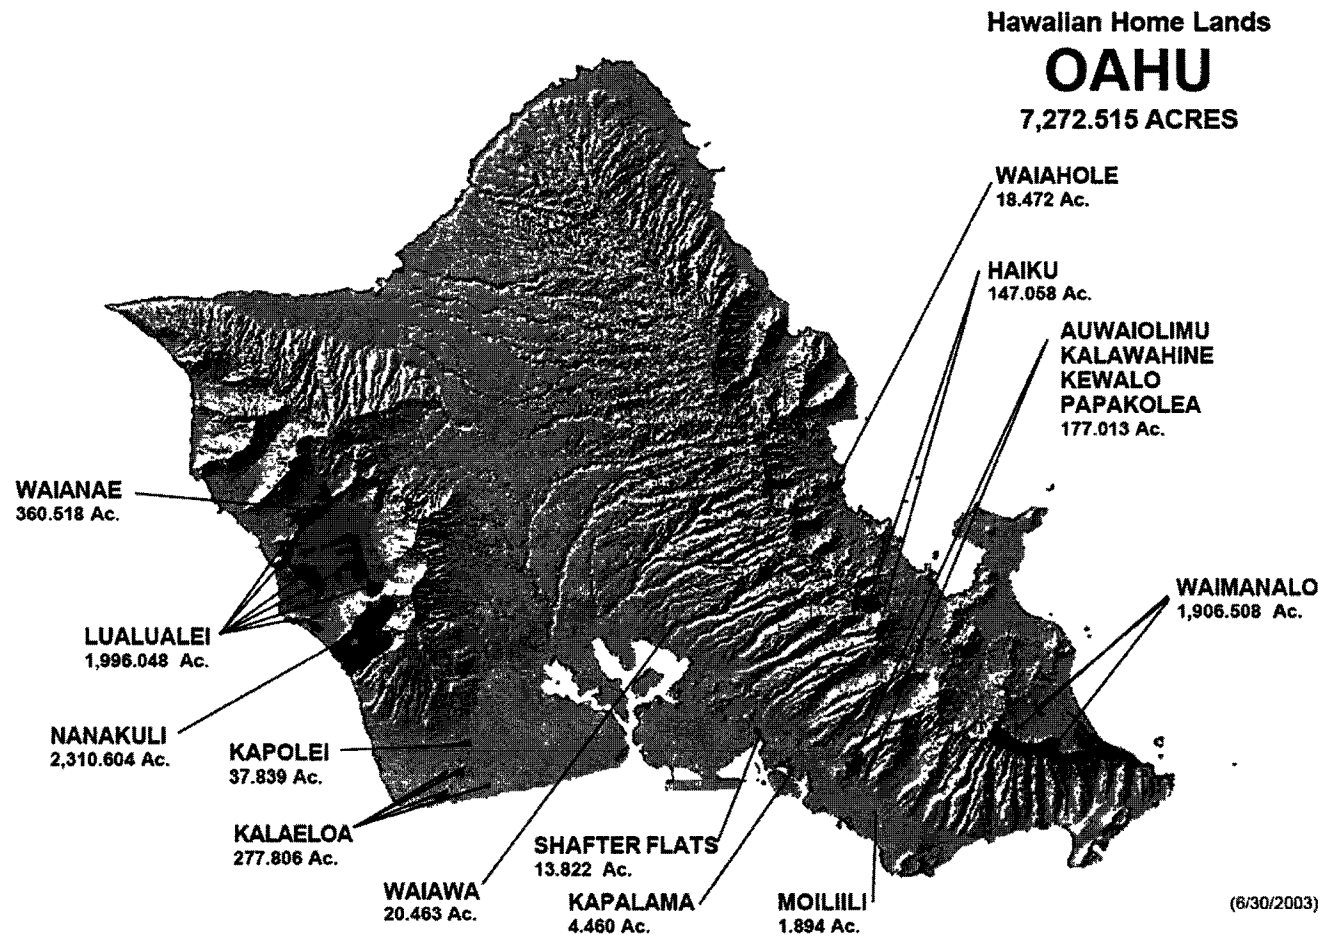 Hawaiian Home Lands
OAHU
7,272.515 ACRES
WAIAHOLE
18.472 Ac.
HAIKU
147.058 Ac.
AUWAIOLIMU
KALAWAHINE
KEWALO
PAPAKOLEA
177.013 Ac.
WAIANAE
360.518 Ac.
WAIMANALO
1,906.508 Ac.
LUALUALEI
1,996.048 Ac.
NANAKULI
2,310.604 Ac.
KAPOLEI
37.839 Ac.
KALAELOA
277.806 Ac.
SHAFTER FLATS
13.822 Ac.
WAIAWA
20.463 Ac.
KAPALAMA
4.460 Ac.
MOILIILI
1.894 Ac.
(6/30/2003)